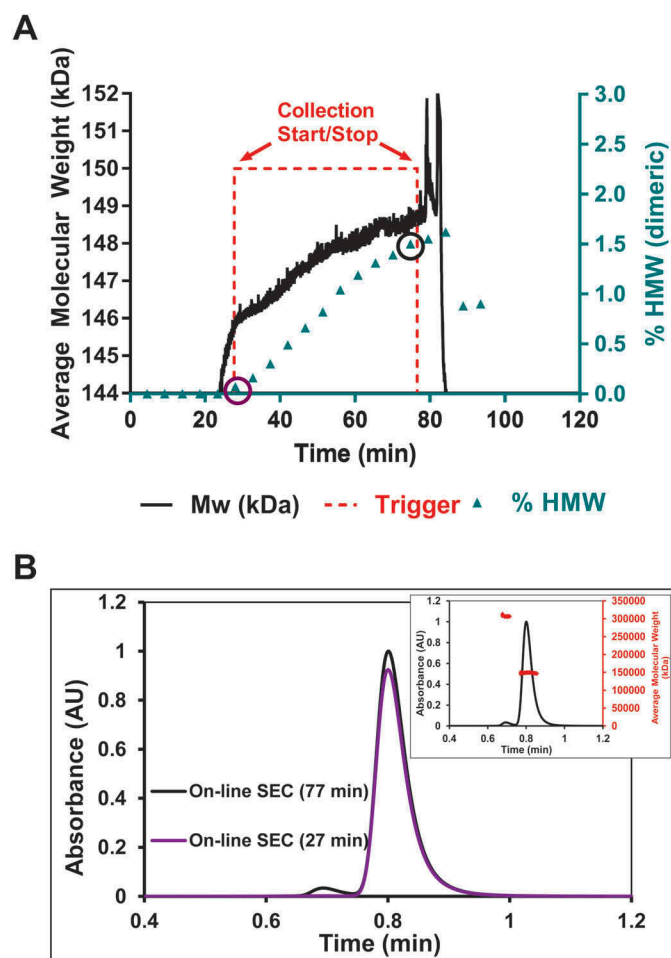 A
Average Molecular Weight (kDa)
152
151
150
149
148
146
145
144
Collection
Start/Stop
3.0
2.5
2.0
1.5
1.0
0.5
0.0
% HMW (dimeric)
0 20 40 60 80 100 120
Time (min)
Mw (kDa) Trigger % HMW
B
Absorbance (AU)
1.2
1
0.8
0.6
0.4
0.2
0
On-line SEC (77 min)
On-line SEC (27 min)
0.4 0.6 0.8 1 1.2
Time (min)
Absorbance (AU)
1.2
1
0.8
0.6
0.4
0.2
0
350000
300000
250000
200000
150000
100000
50000
0
Average Molecular Weight
(kDa)
0.4 0.6 0.8 1 1.2
Time (min)